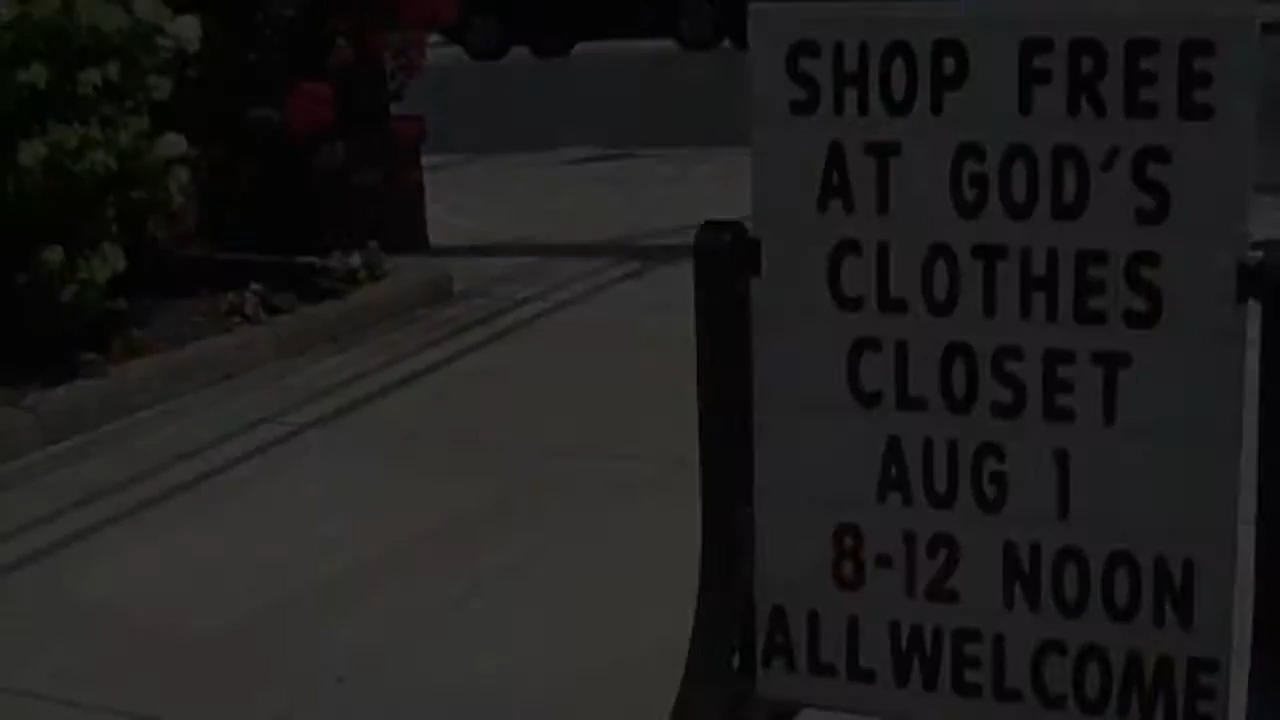 SHOP FREE
AT GOD'S
CLOTHES
CLOSET
AUG 1
8-12 NOON
ALL WELCOME